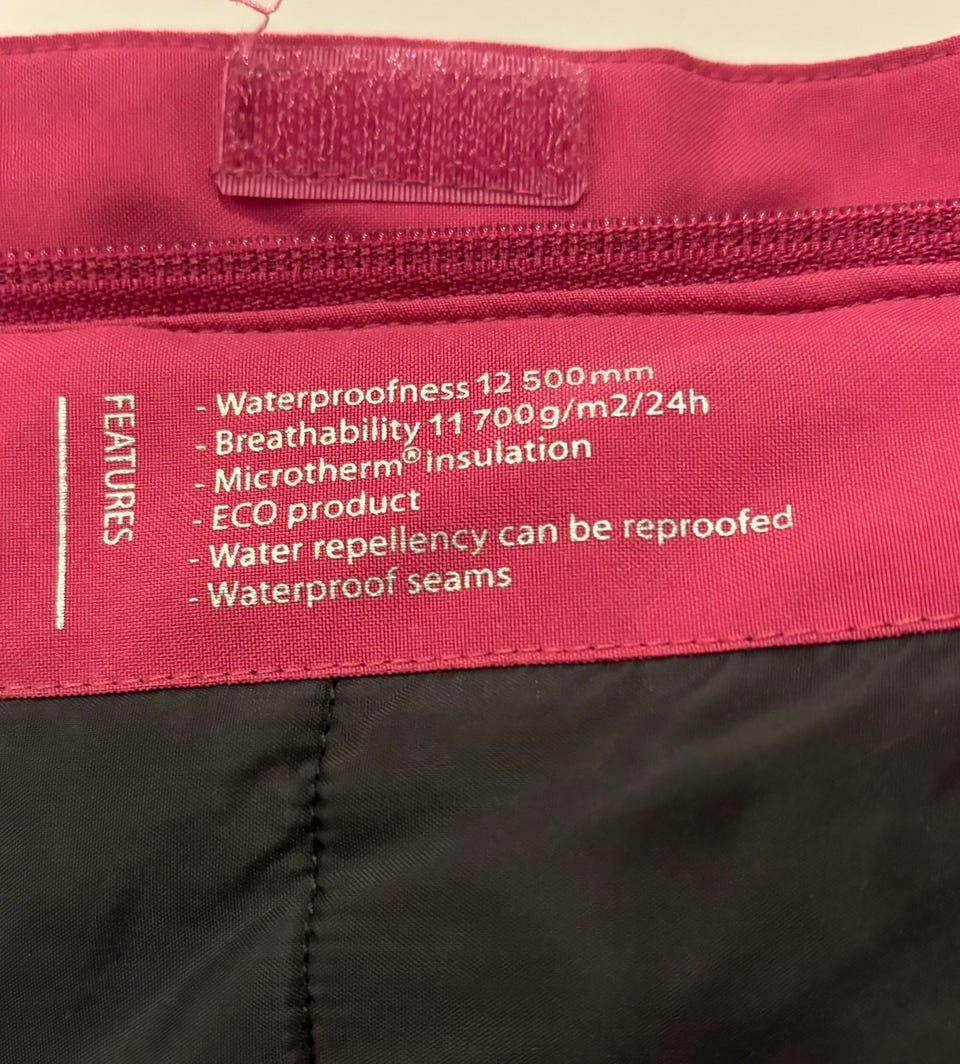 FEATURES
- Waterproofness 12 500mm
- Breathability 11 700g/m2/24h
- Microtherm® insulation
- ECO product
- Water repellency can be reproofed
- Waterproof seams